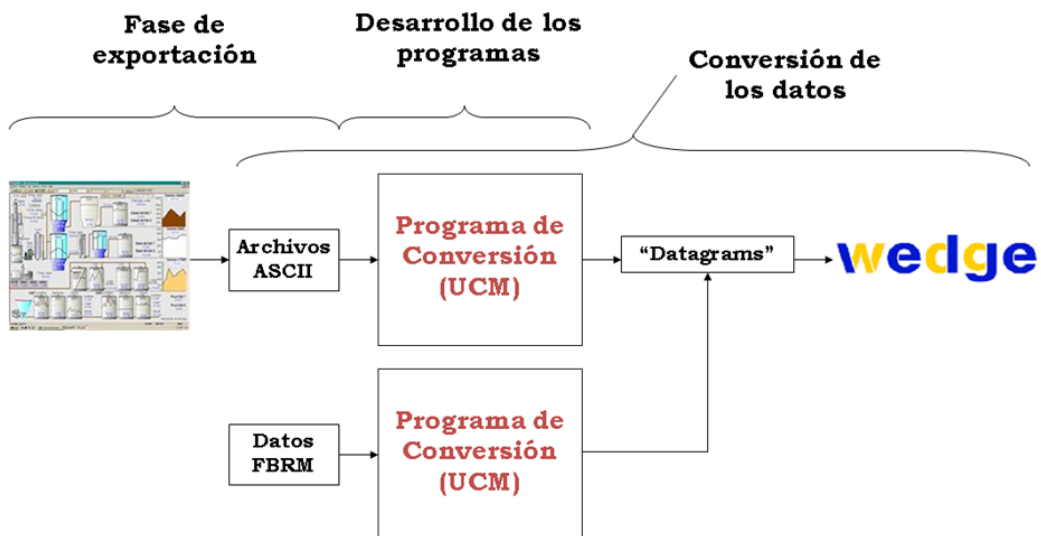 Fase de
exportación
Desarrollo de los
programas
Conversión de
los datos
Archivos
ASCII
Programa de
Conversión
(UCM)
“Datagrams”
wedge
Datos
FBRM
Programa de
Conversión
(UCM)